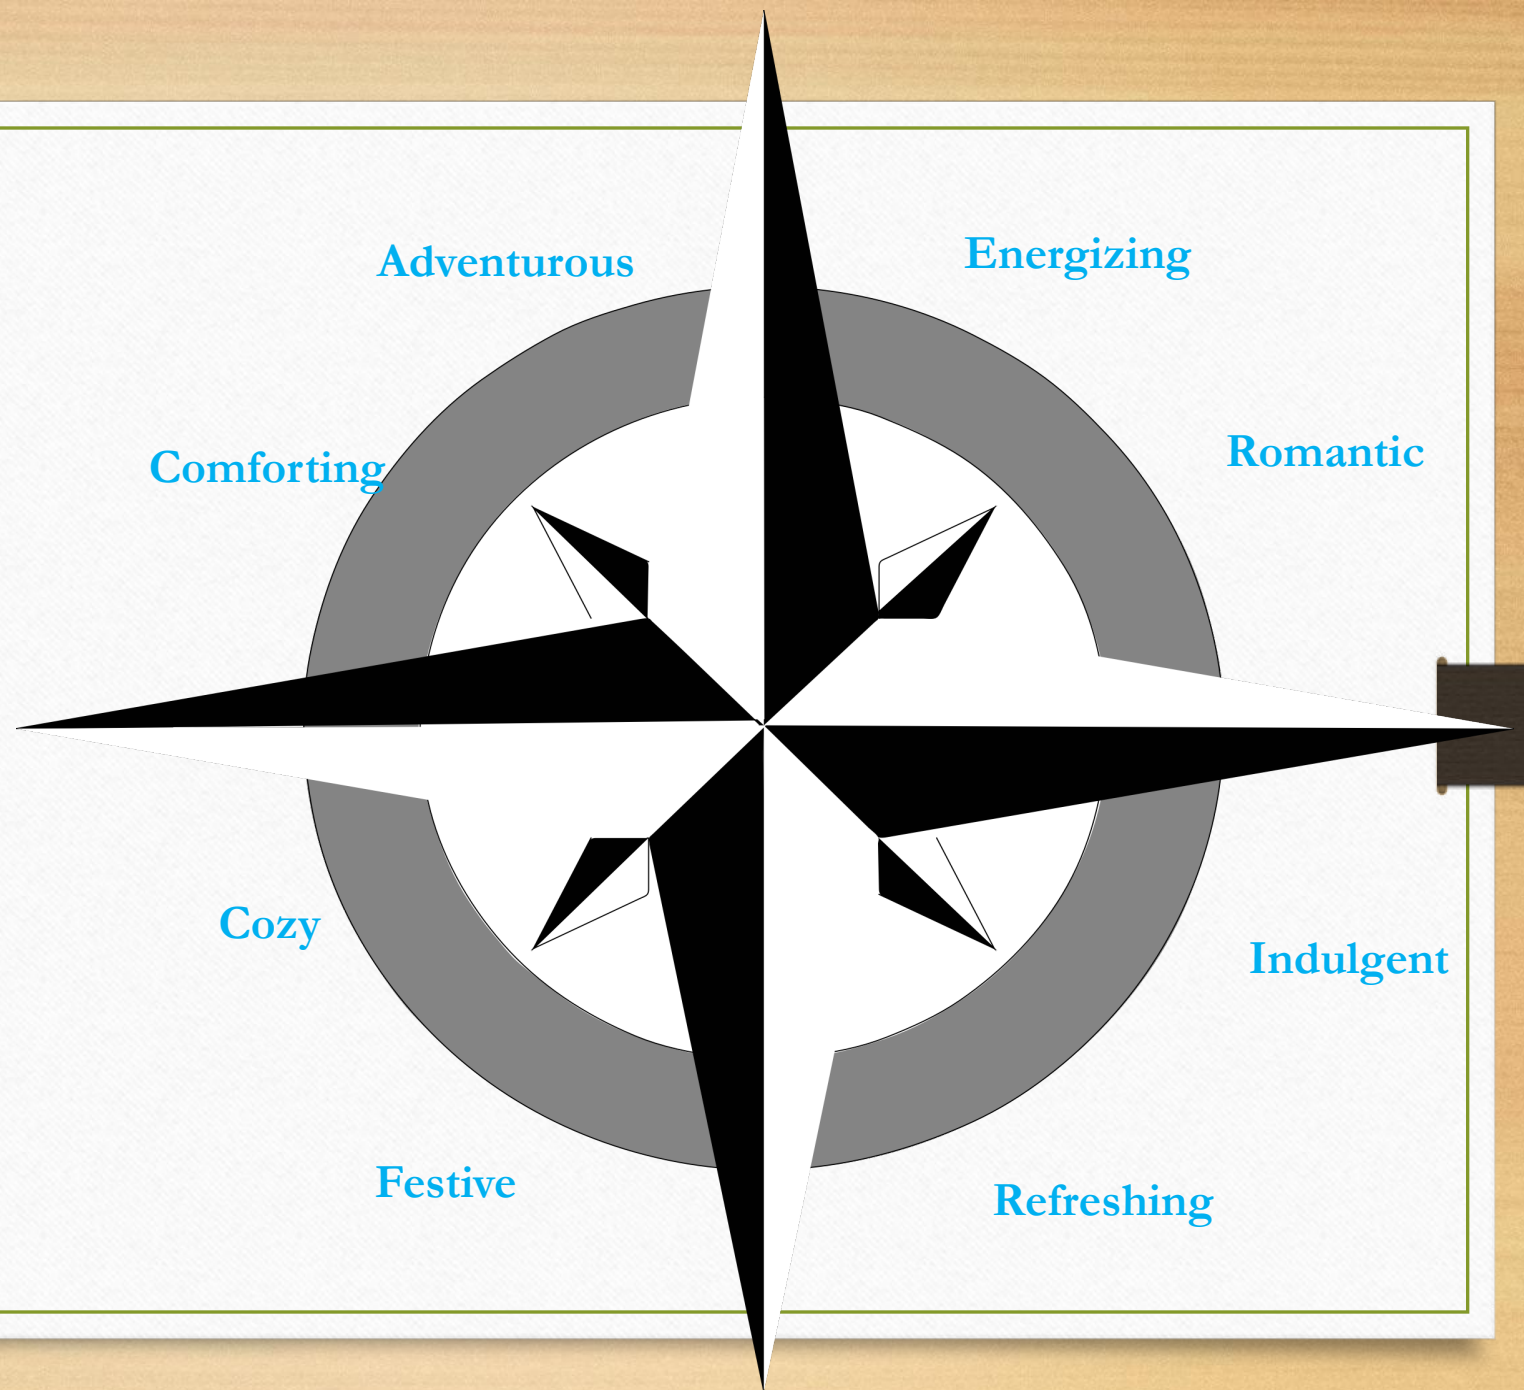 Adventurous
Energizing
Comforting
Romantic
Cozy
Indulgent
Festive
Refreshing